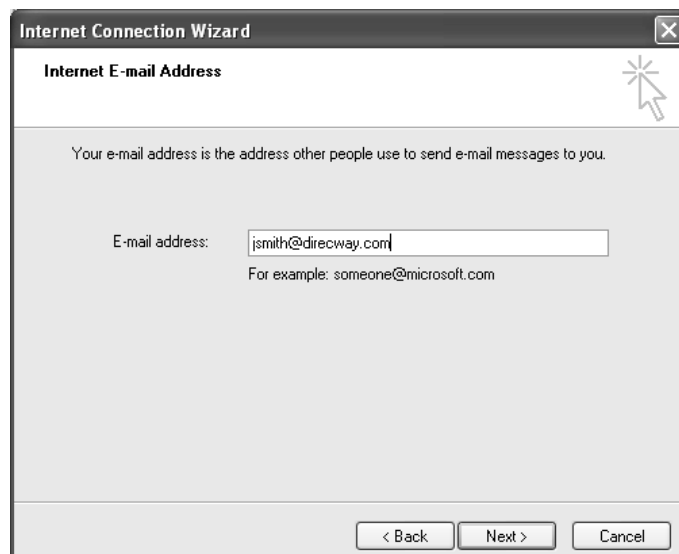 Internet Connection Wizard
Internet E-mail Address
Your e-mail address is the address other people use to send e-mail messages to you.
E-mail address: jsmith@direcway.com
For example: someone@microsoft.com
< Back Next > Cancel